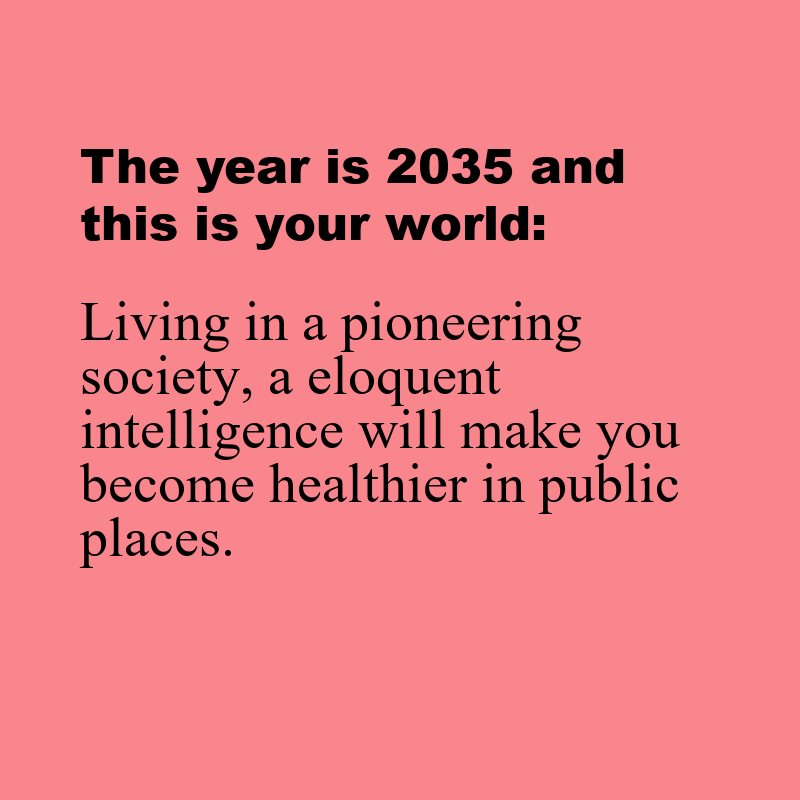 The year is 2035 and
this is your world:
Living in a pioneering
society, a eloquent
intelligence will make you
become healthier in public
places.